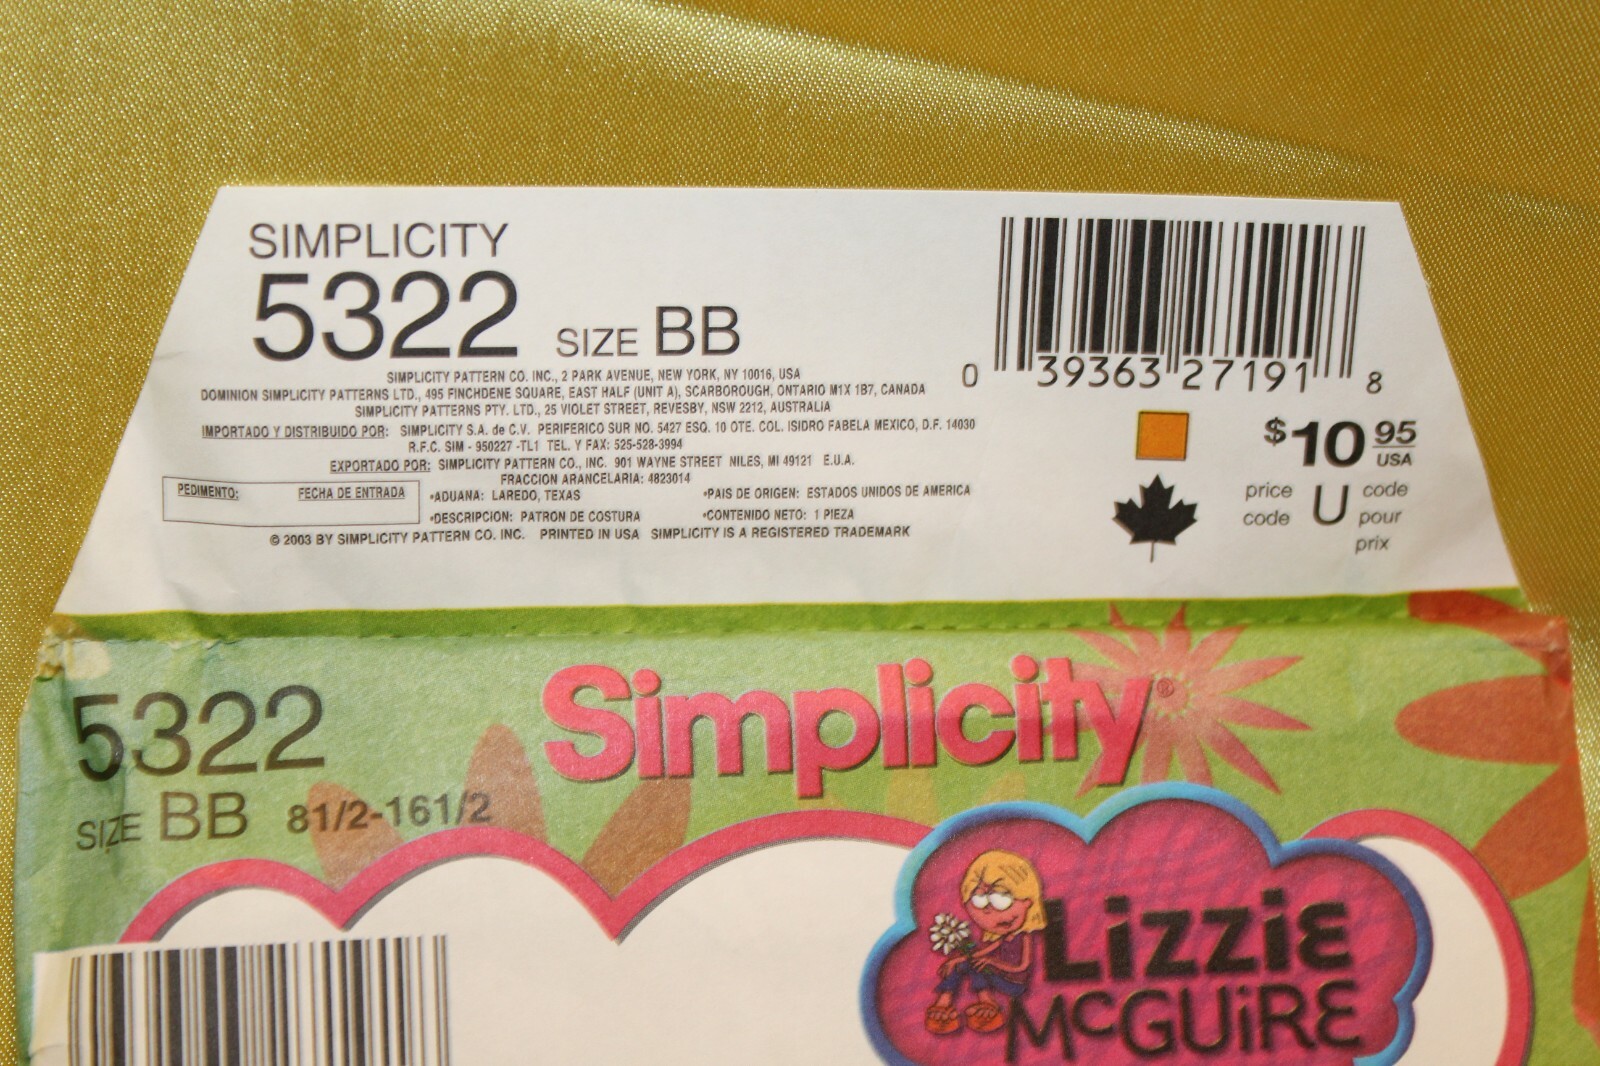 SIMPLICITY
5322 SIZE BB
SIMPLICITY PATTERN CO. INC., 2 PARK AVENUE, NEW YORK, NY 10016, USA
DOMINION SIMPLICITY PATTERNS LTD., 495 FINCHDENE SQUARE, EAST HALF (UNIT A), SCARBOROUGH, ONTARIO M1X 1B7, CANADA
SIMPLICITY PATTERNS PTY. LTD., 25 VIOLET STREET, REVESBY, NSW 2212, AUSTRALIA
IMPORTADO Y DISTRIBUIDO POR: SIMPLICITY S.A. de C.V. PERIFERICO SUR NO. 5427 ESQ. 10 OTE. COL. ISIDRO FABELA MEXICO, D.F. 14030
R.F.C. SIM - 950227 -TL1 TEL. Y FAX: 525-528-3994
EXPORTADO POR: SIMPLICITY PATTERN CO., INC. 901 WAYNE STREET NILES, MI 49121 E.U.A.
FRACCION ARANCELARIA: 4823014
PEDIMENTO: FECHA DE ENTRADA
•ADUANA: LAREDO, TEXAS •PAIS DE ORIGEN: ESTADOS UNIDOS DE AMERICA
•DESCRIPCION: PATRON DE COSTURA •CONTENIDO NETO: 1 PIEZA
© 2003 BY SIMPLICITY PATTERN CO. INC. PRINTED IN USA SIMPLICITY IS A REGISTERED TRADEMARK
0 39363 27191 8
$10 95
USA
price code U code pour prix
5322
SIZE BB 8 1/2-16 1/2
Simplicity®
LizziE
McGUiRE